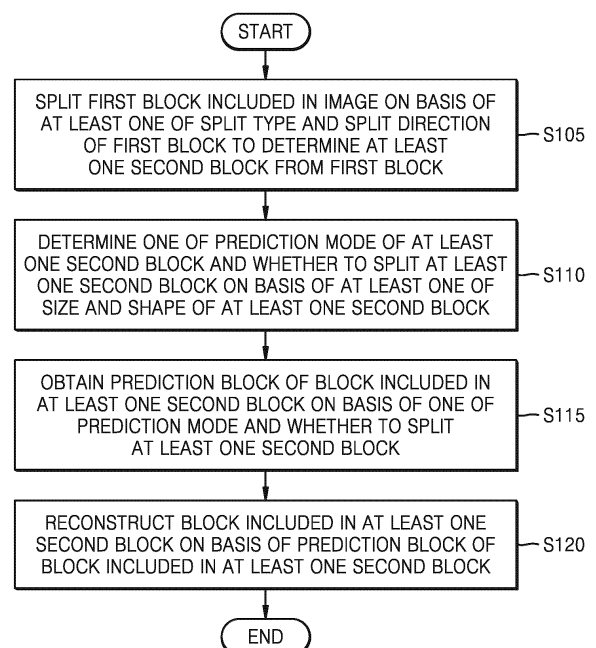 START
SPLIT FIRST BLOCK INCLUDED IN IMAGE ON BASIS OF
AT LEAST ONE OF SPLIT TYPE AND SPLIT DIRECTION
OF FIRST BLOCK TO DETERMINE AT LEAST
ONE SECOND BLOCK FROM FIRST BLOCK
S105
DETERMINE ONE OF PREDICTION MODE OF AT LEAST
ONE SECOND BLOCK AND WHETHER TO SPLIT AT LEAST
ONE SECOND BLOCK ON BASIS OF AT LEAST ONE OF
SIZE AND SHAPE OF AT LEAST ONE SECOND BLOCK
S110
OBTAIN PREDICTION BLOCK OF BLOCK INCLUDED IN
AT LEAST ONE SECOND BLOCK ON BASIS OF ONE OF
PREDICTION MODE AND WHETHER TO SPLIT
AT LEAST ONE SECOND BLOCK
S115
RECONSTRUCT BLOCK INCLUDED IN AT LEAST ONE
SECOND BLOCK ON BASIS OF PREDICTION BLOCK OF
BLOCK INCLUDED IN AT LEAST ONE SECOND BLOCK
S120
END